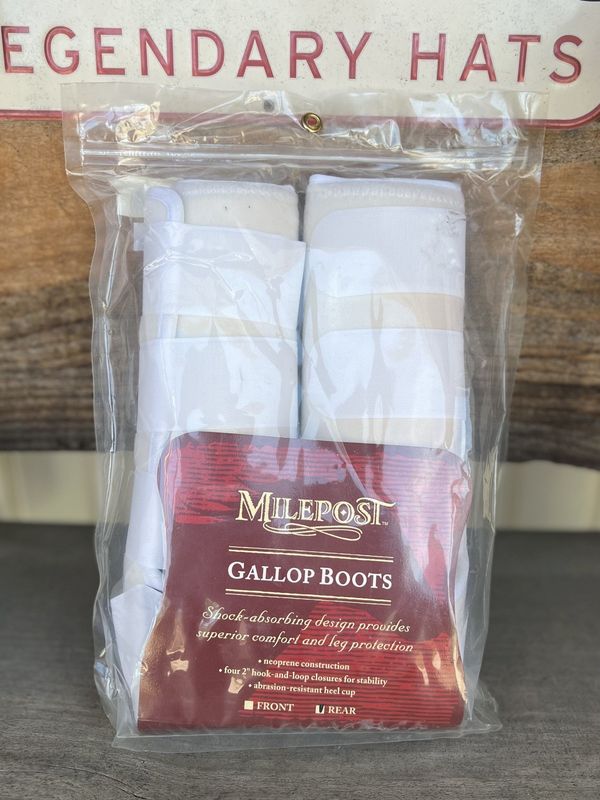 EGENDARY HATS
MILEPOST™
GALLOP BOOTS
Shock-absorbing design provides
superior comfort and leg protection
• neoprene construction
• four 2" hook-and-loop closures for stability
• abrasion-resistant heel cup
FRONT REAR